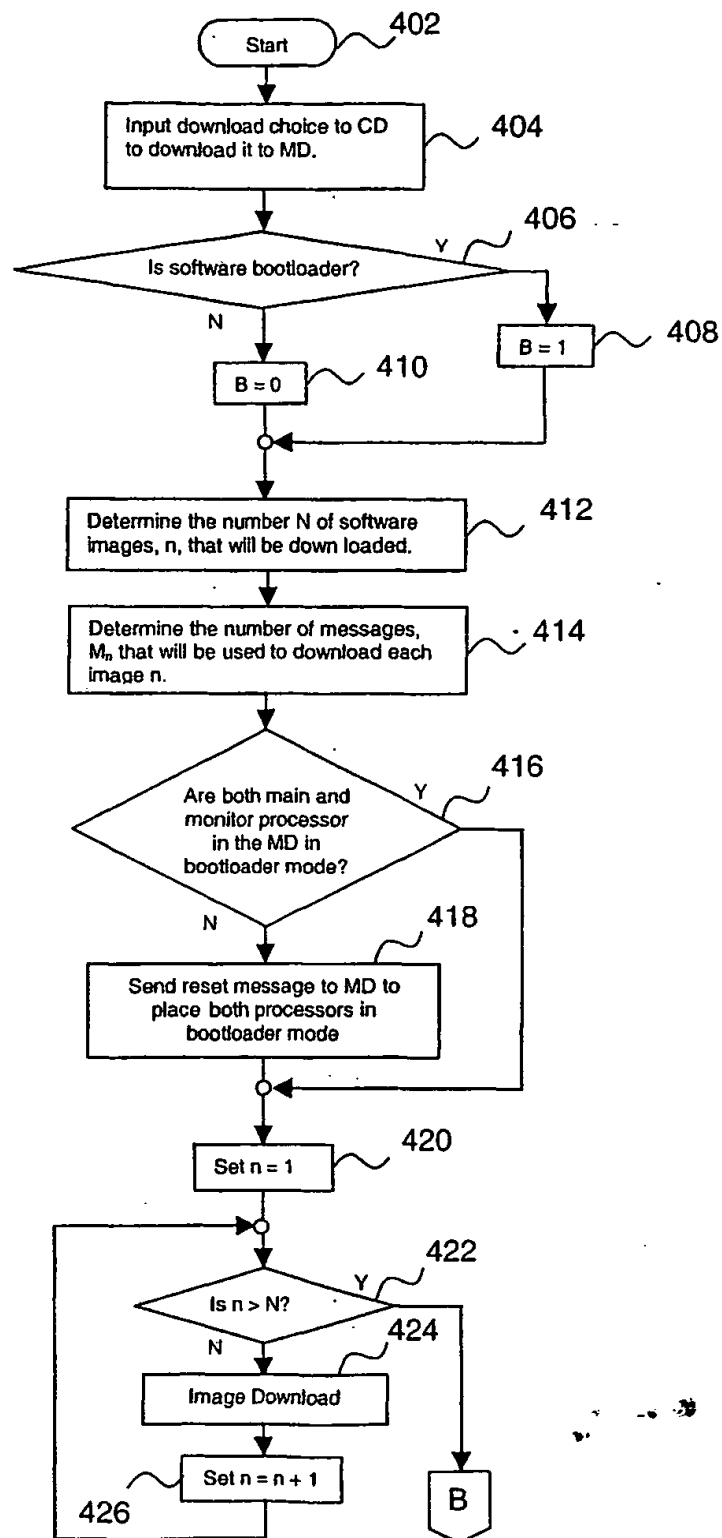 Start
402
Input download choice to CD
to download it to MD.
404
Is software bootloader?
Y
406
N
B = 1
408
B = 0
410
Determine the number N of software
images, n, that will be down loaded.
412
Determine the number of messages,
Mn that will be used to download each
image n.
414
Are both main and
monitor processor
in the MD in
bootloader mode?
Y
416
N
418
Send reset message to MD to
place both processors in
bootloader mode
Set n = 1
420
Is n > N?
Y
422
N
424
Image Download
Set n = n + 1
426
B